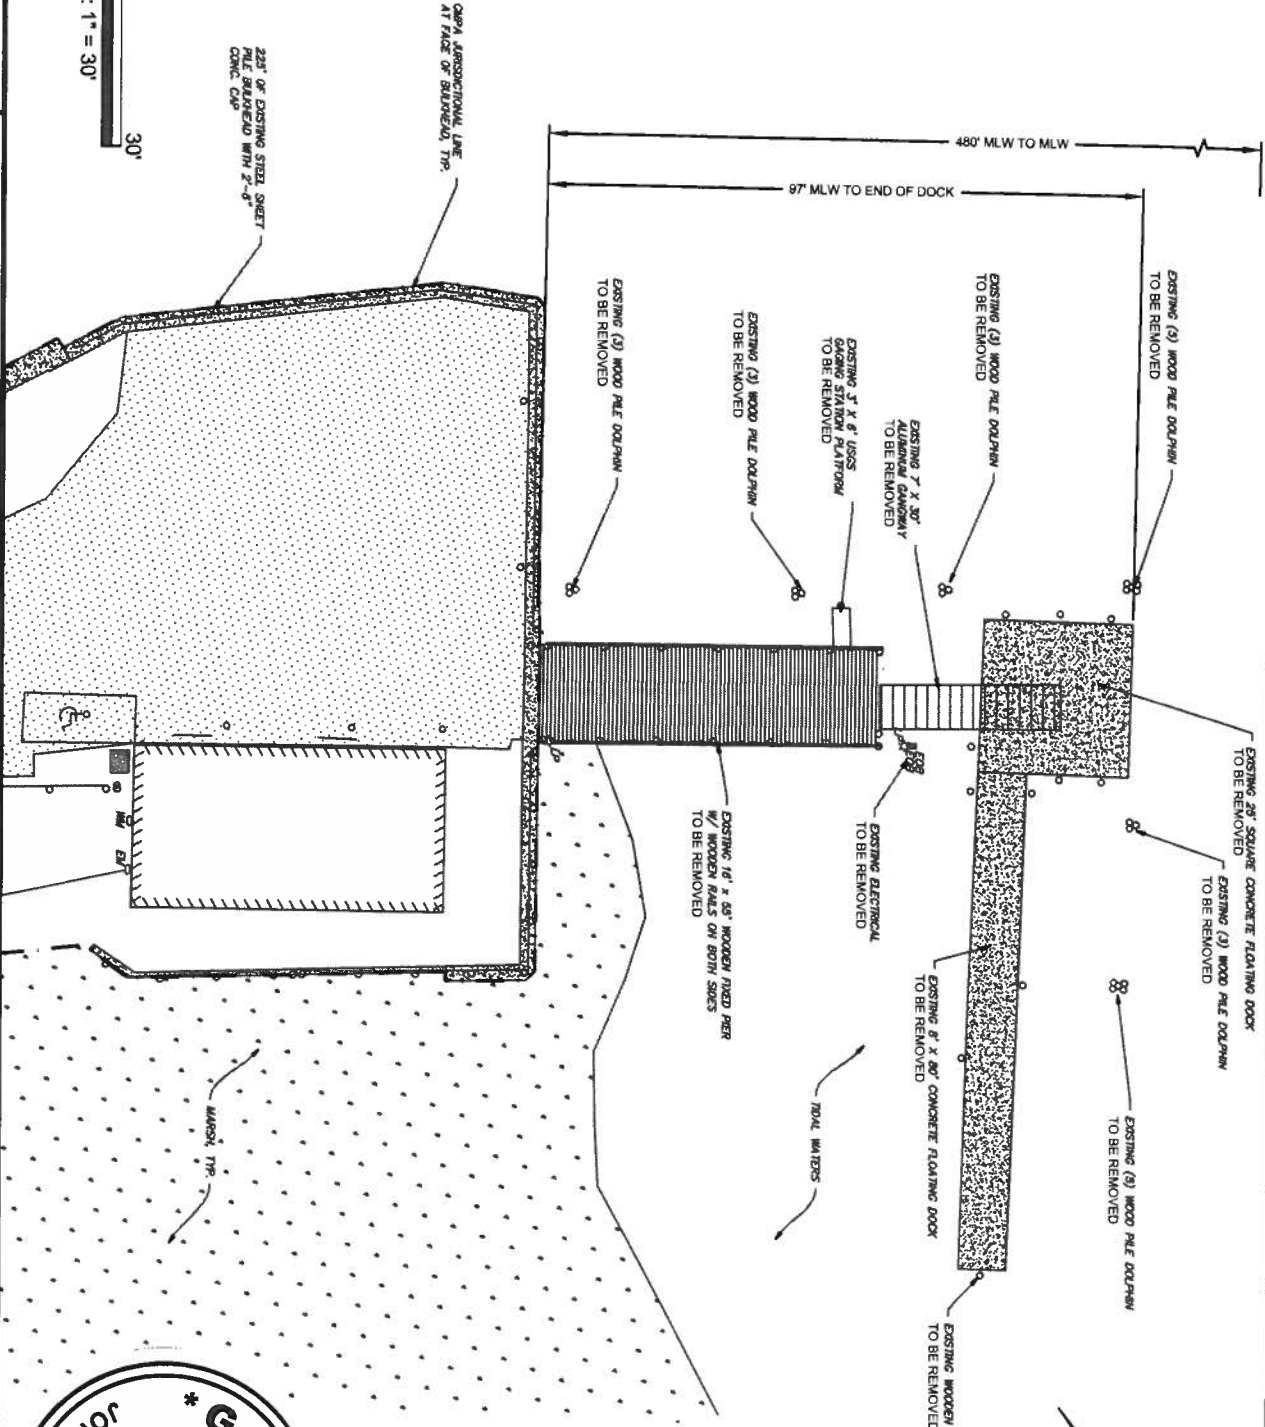 480' MLW TO MLW
97' MLW TO END OF DOCK
EXISTING 25' SQUARE CONCRETE FLOATING DOCK
TO BE REMOVED
EXISTING (3) WOOD PILE DOLPHIN
TO BE REMOVED
EXISTING (3) WOOD PILE DOLPHIN
TO BE REMOVED
EXISTING (8) WOOD PILE DOLPHIN
TO BE REMOVED
EXISTING (3) WOOD PILE DOLPHIN
TO BE REMOVED
EXISTING WOODEN
TO BE REMOVED
EXISTING 8' X 80' CONCRETE FLOATING DOCK
TO BE REMOVED
EXISTING 7' X 30'
ALUMINUM GANGWAY
TO BE REMOVED
EXISTING ELECTRICAL
TO BE REMOVED
EXISTING 3' X 6' USGS
GAGING STATION PLATFORM
TO BE REMOVED
TIDAL WATERS
EXISTING (3) WOOD PILE DOLPHIN
TO BE REMOVED
EXISTING 16' x 55' WOODEN FIXED PIER
W/ WOODEN RAILS ON BOTH SIDES
TO BE REMOVED
EXISTING (3) WOOD PILE DOLPHIN
TO BE REMOVED
CMPA JURISDICTIONAL LINE
AT FACE OF BULKHEAD, TYP.
225' OF EXISTING STEEL SHEET
PILE BULKHEAD WITH 2'-6"
CONC. CAP
MARSH, TYP.
WM
EM
30'
: 1" = 30'
* G
JO